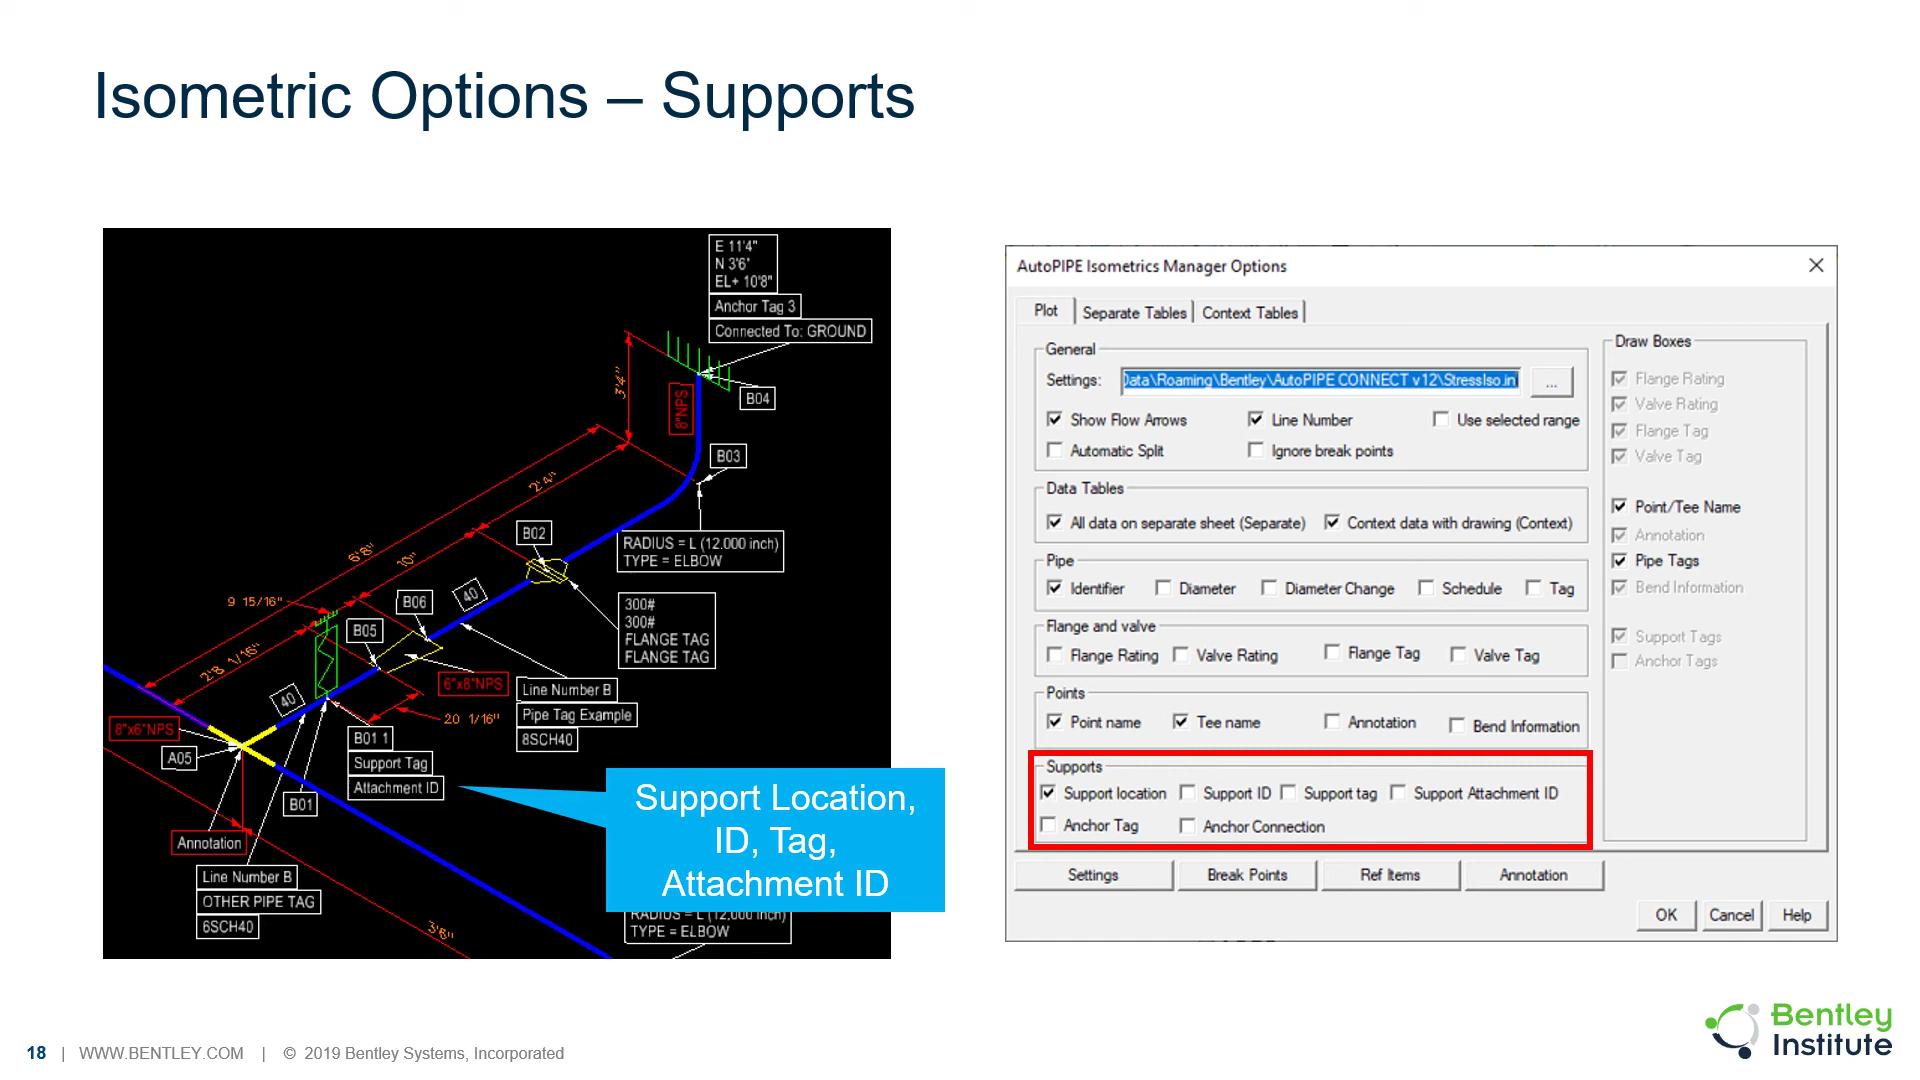 Isometric Options – Supports
E 11'4"
N 3'6"
EL+ 10'8"
Anchor Tag 3
Connected To: GROUND
3'4"
8"NPS
B04
B03
2'4"
B02
RADIUS = L (12.000 inch)
TYPE = ELBOW
6'8"
10"
9 15/16"
B06
40
300#
300#
FLANGE TAG
FLANGE TAG
B05
2'8 1/16"
6"x8"NPS
Line Number B
Pipe Tag Example
8SCH40
40
20 1/16"
8"x6"NPS
A05
B01 1
Support Tag
Attachment ID
B01
Annotation
Line Number B
OTHER PIPE TAG
6SCH40
3'6"
RADIUS = L (12.000 inch)
TYPE = ELBOW
Support Location,
ID, Tag,
Attachment ID
AutoPIPE Isometrics Manager Options
Plot Separate Tables Context Tables
General
Settings: Data\Roaming\Bentley\AutoPIPE CONNECT v12\StressIso.in ...
Show Flow Arrows Line Number Use selected range
Automatic Split Ignore break points
Data Tables
All data on separate sheet (Separate) Context data with drawing (Context)
Pipe
Identifier Diameter Diameter Change Schedule Tag
Flange and valve
Flange Rating Valve Rating Flange Tag Valve Tag
Points
Point name Tee name Annotation Bend Information
Supports
Support location Support ID Support tag Support Attachment ID
Anchor Tag Anchor Connection
Draw Boxes
Flange Rating
Valve Rating
Flange Tag
Valve Tag
Point/Tee Name
Annotation
Pipe Tags
Bend Information
Support Tags
Anchor Tags
Settings Break Points Ref Items Annotation
OK Cancel Help
18 | WWW.BENTLEY.COM | © 2019 Bentley Systems, Incorporated
Bentley
Institute